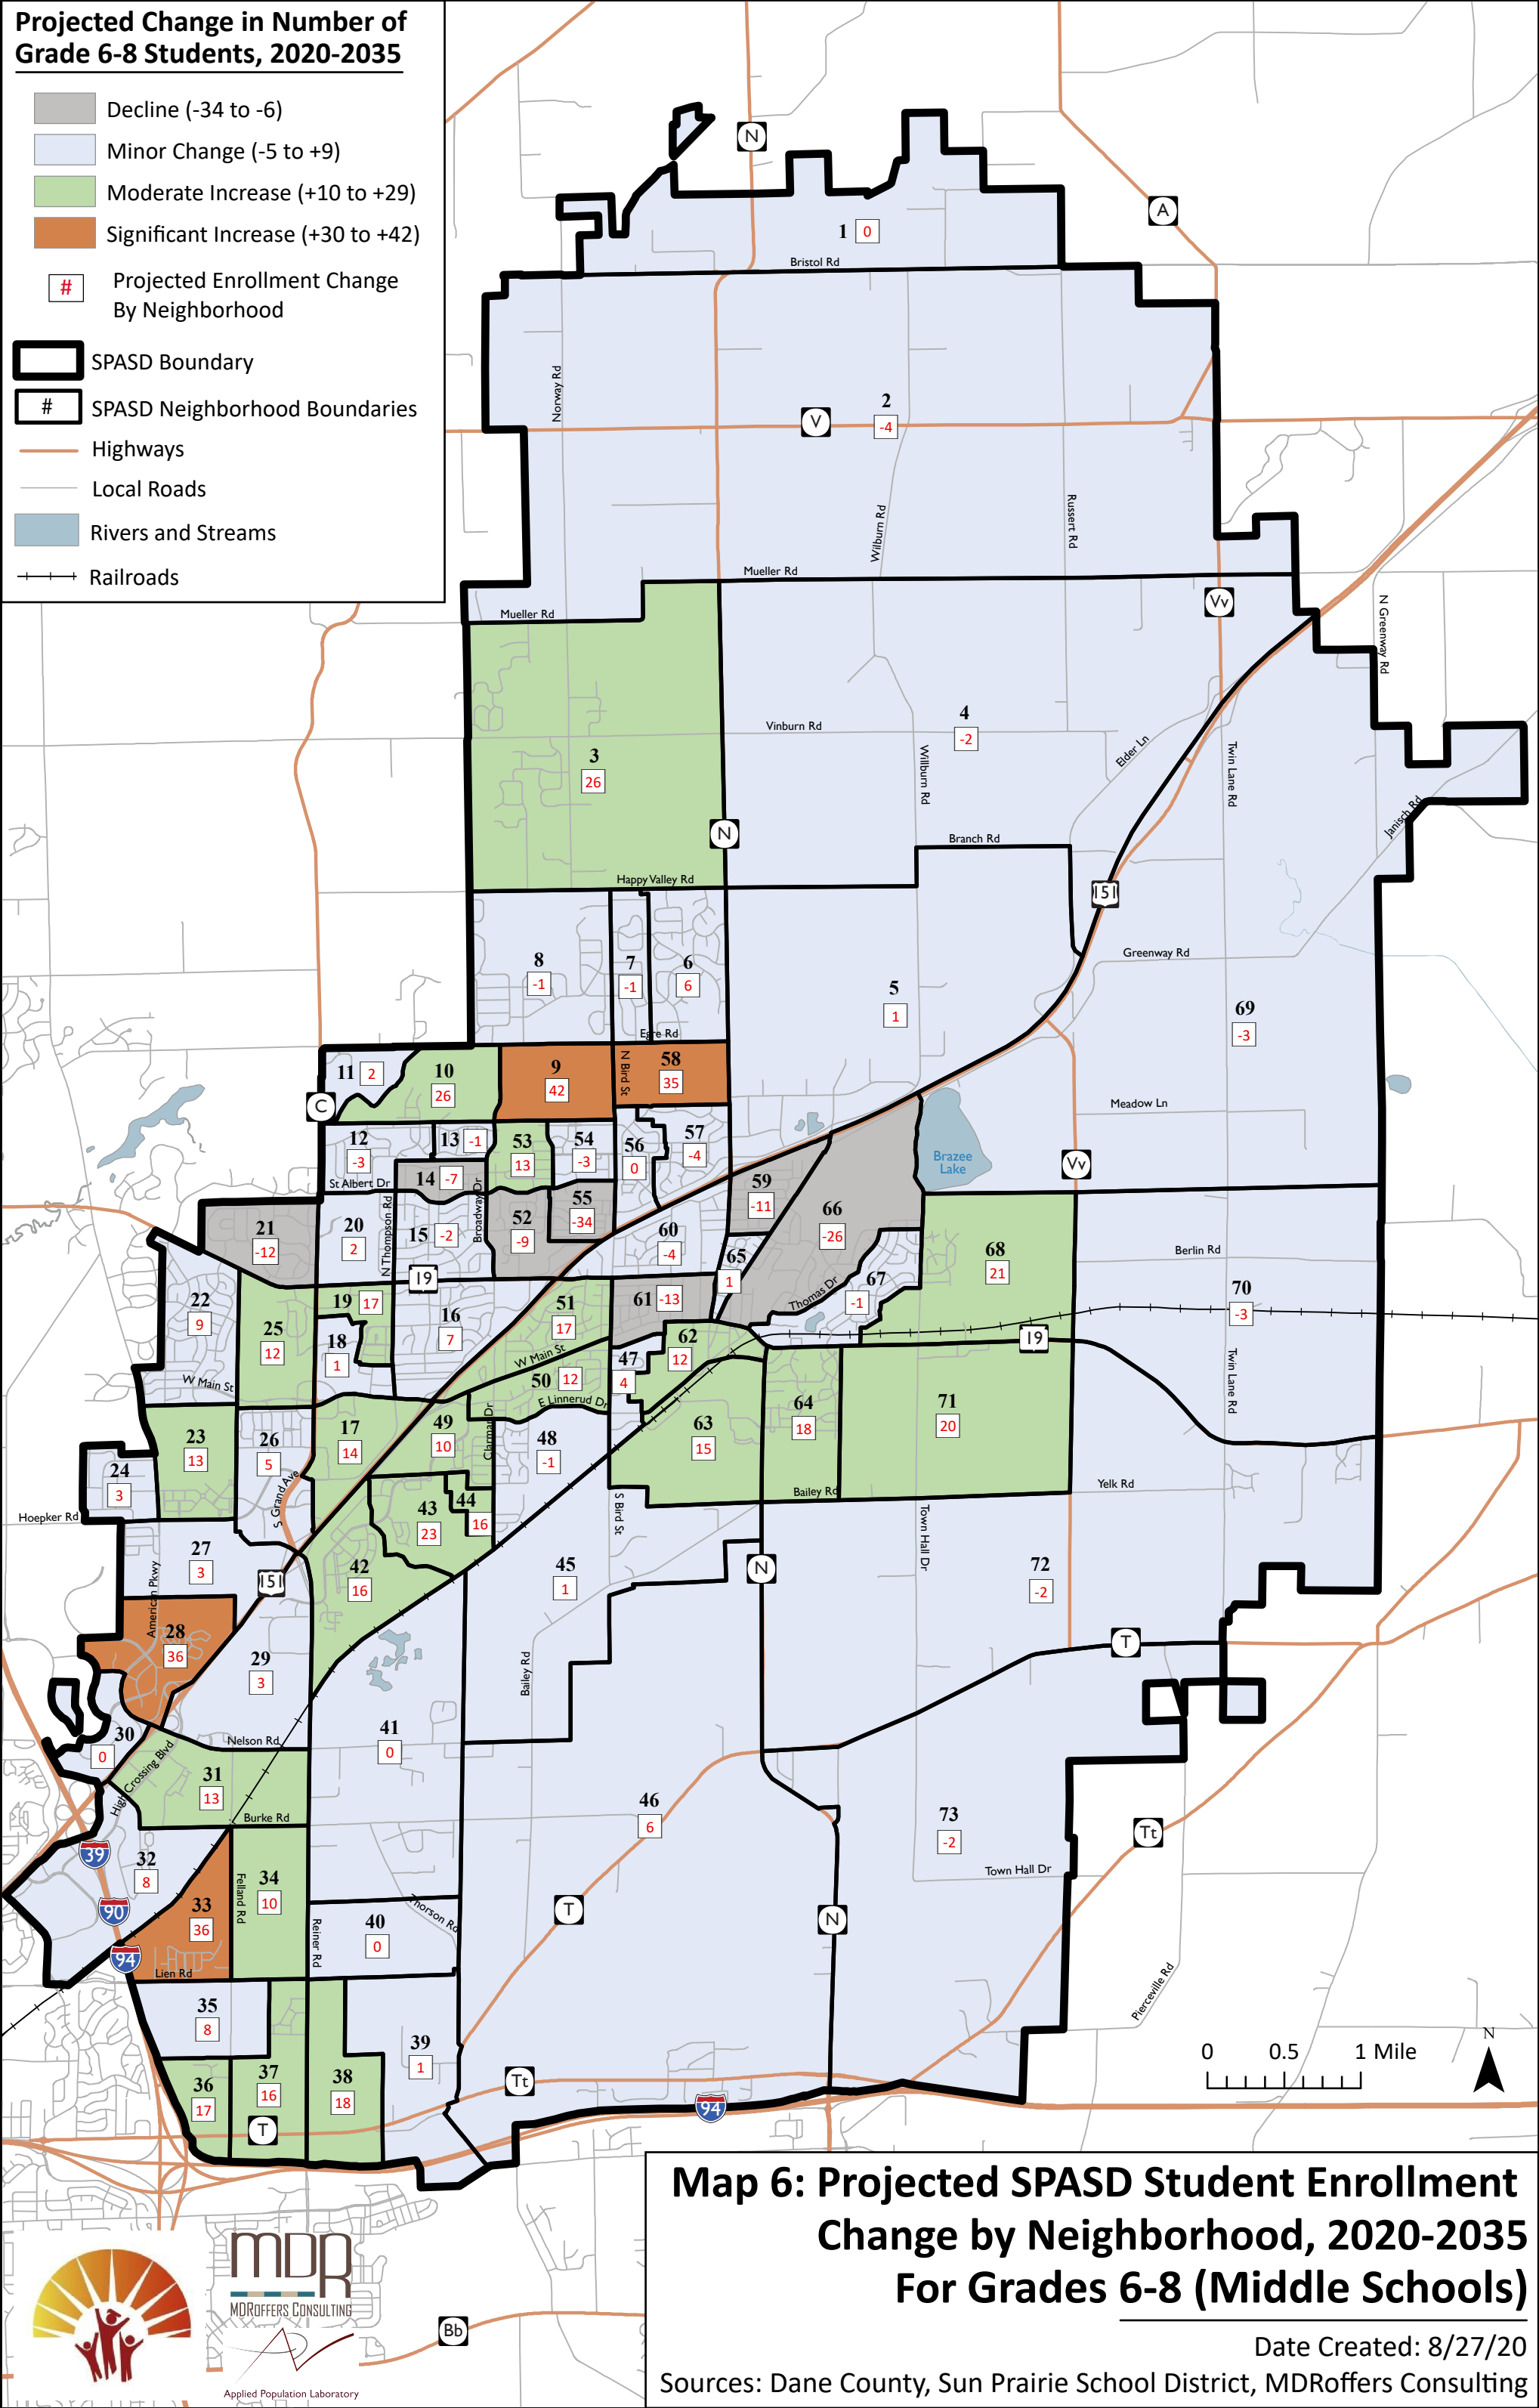 Projected Change in Number of
Grade 6-8 Students, 2020-2035
Decline (-34 to -6)
Minor Change (-5 to +9)
Moderate Increase (+10 to +29)
Significant Increase (+30 to +42)
# Projected Enrollment Change
By Neighborhood
SPASD Boundary
# SPASD Neighborhood Boundaries
Highways
Local Roads
Rivers and Streams
Railroads
N
A
1 0
Bristol Rd
Norway Rd
2
V
-4
Wilburn Rd
Russert Rd
Mueller Rd
Vv
N Greenway Rd
Mueller Rd
4
Vinburn Rd
-2
3
26
Willburn Rd
Elder Ln
Twin Lane Rd
Janisch Rd
N
Branch Rd
Happy Valley Rd
151
Greenway Rd
8
-1
7
-1
6
6
5
1
69
-3
Egre Rd
11 2
10
26
9
42
N Bird St
58
35
C
Meadow Ln
12
-3
13 -1
53
13
54
-3
56
0
57
-4
Brazee
Lake
Vv
St Albert Dr
14 -7
Broadway Dr
55
-34
59
-11
66
-26
21
-12
20
2
N Thompson Rd
15 -2
52
-9
60
-4
65
1
68
21
Berlin Rd
19
67
-1
Thomas Dr
70
-3
22
9
19 17
61 -13
25
12
18
1
16
7
51
17
62
12
19
W Main St
47
4
50 12
E Linnerud Dr
Twin Lane Rd
W Main St
23
13
26
5
17
14
49
10
Clarmar Dr
48
-1
63
15
64
18
71
20
24
3
S Grand Ave
Hoepker Rd
43
23
44
16
S Bird St
Bailey Rd
Yelk Rd
Town Hall Dr
27
3
American Pkwy
151
42
16
45
1
N
72
-2
28
36
29
3
T
Bailey Rd
30
0
Nelson Rd
41
0
High Crossing Blvd
31
13
Burke Rd
46
6
73
-2
Tt
39
32
8
Town Hall Dr
90
33
36
Felland Rd
34
10
Thorson Rd
T
N
94
Reiner Rd
40
0
Lien Rd
Pierceville Rd
35
8
39
1
36
17
37
16
38
18
T
Tt
94
0 0.5 1 Mile
N
Map 6: Projected SPASD Student Enrollment
Change by Neighborhood, 2020-2035
For Grades 6-8 (Middle Schools)
Date Created: 8/27/20
Sources: Dane County, Sun Prairie School District, MDRoffers Consulting
MDR
MDROFFERS CONSULTING
Applied Population Laboratory
Bb